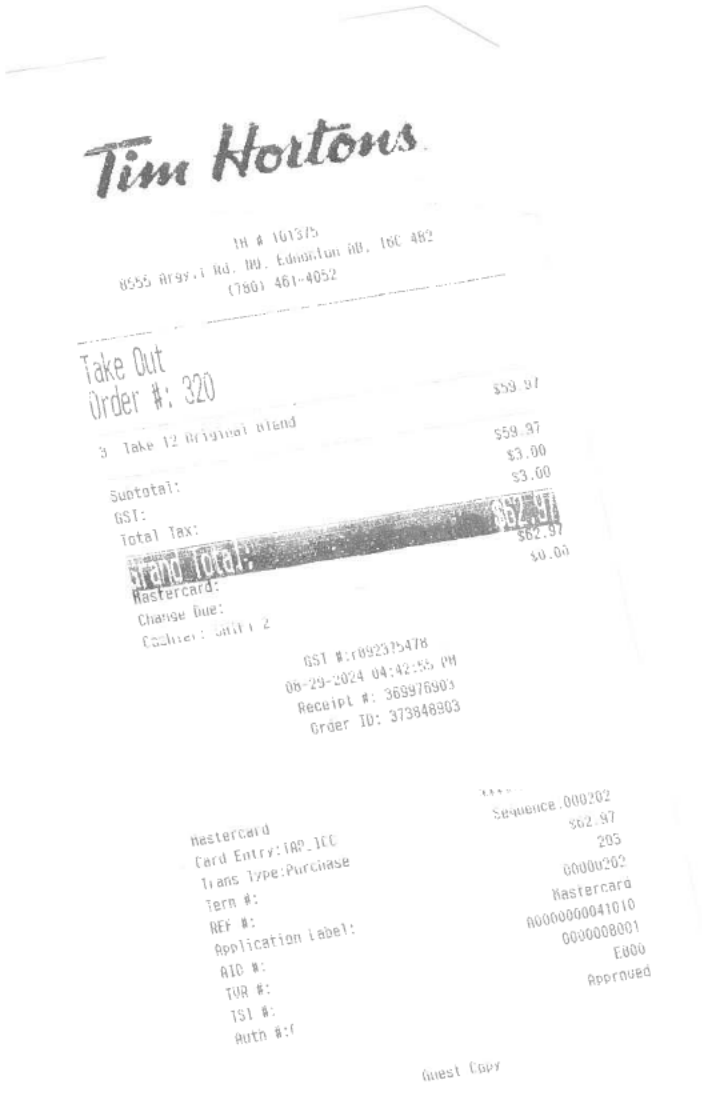 Tim Hortons
TH # 101375
8555 Argyll Rd. NW, Edmonton AB, T6C 4B2
(780) 461-4052
Take Out
Order #: 320
3 Take 12 Original Blend $59.97
Subtotal: $59.97
GST: $3.00
Total Tax: $3.00
Grand Total: $62.97
Mastercard: $62.97
Change Due: $0.00
Cashier: Shift 2
GST #:r892375478
08-29-2024 04:42:55 PM
Receipt #: 369976903
Order ID: 373848903
Mastercard
Card Entry:TAP_ICC Sequence:000202
Trans Type:Purchase $62.97
Term #: 205
REF #: 00000202
Application Label: Mastercard
AID #: A0000000041010
TVR #: 0000008001
TSI #: E800
Auth #: Approved
Guest Copy